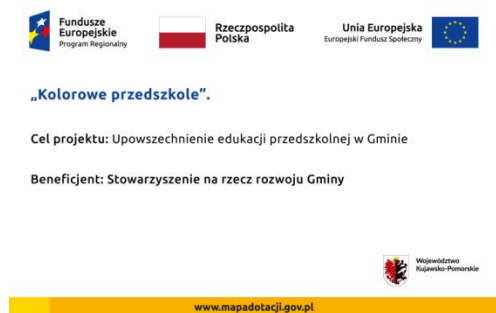 Fundusze
Europejskie
Program Regionalny
Rzeczpospolita
Polska
Unia Europejska
Europejski Fundusz Społeczny
„Kolorowe przedszkole”.
Cel projektu: Upowszechnienie edukacji przedszkolnej w Gminie
Beneficjent: Stowarzyszenie na rzecz rozwoju Gminy
Województwo
Kujawsko-Pomorskie
www.mapadotacji.gov.pl